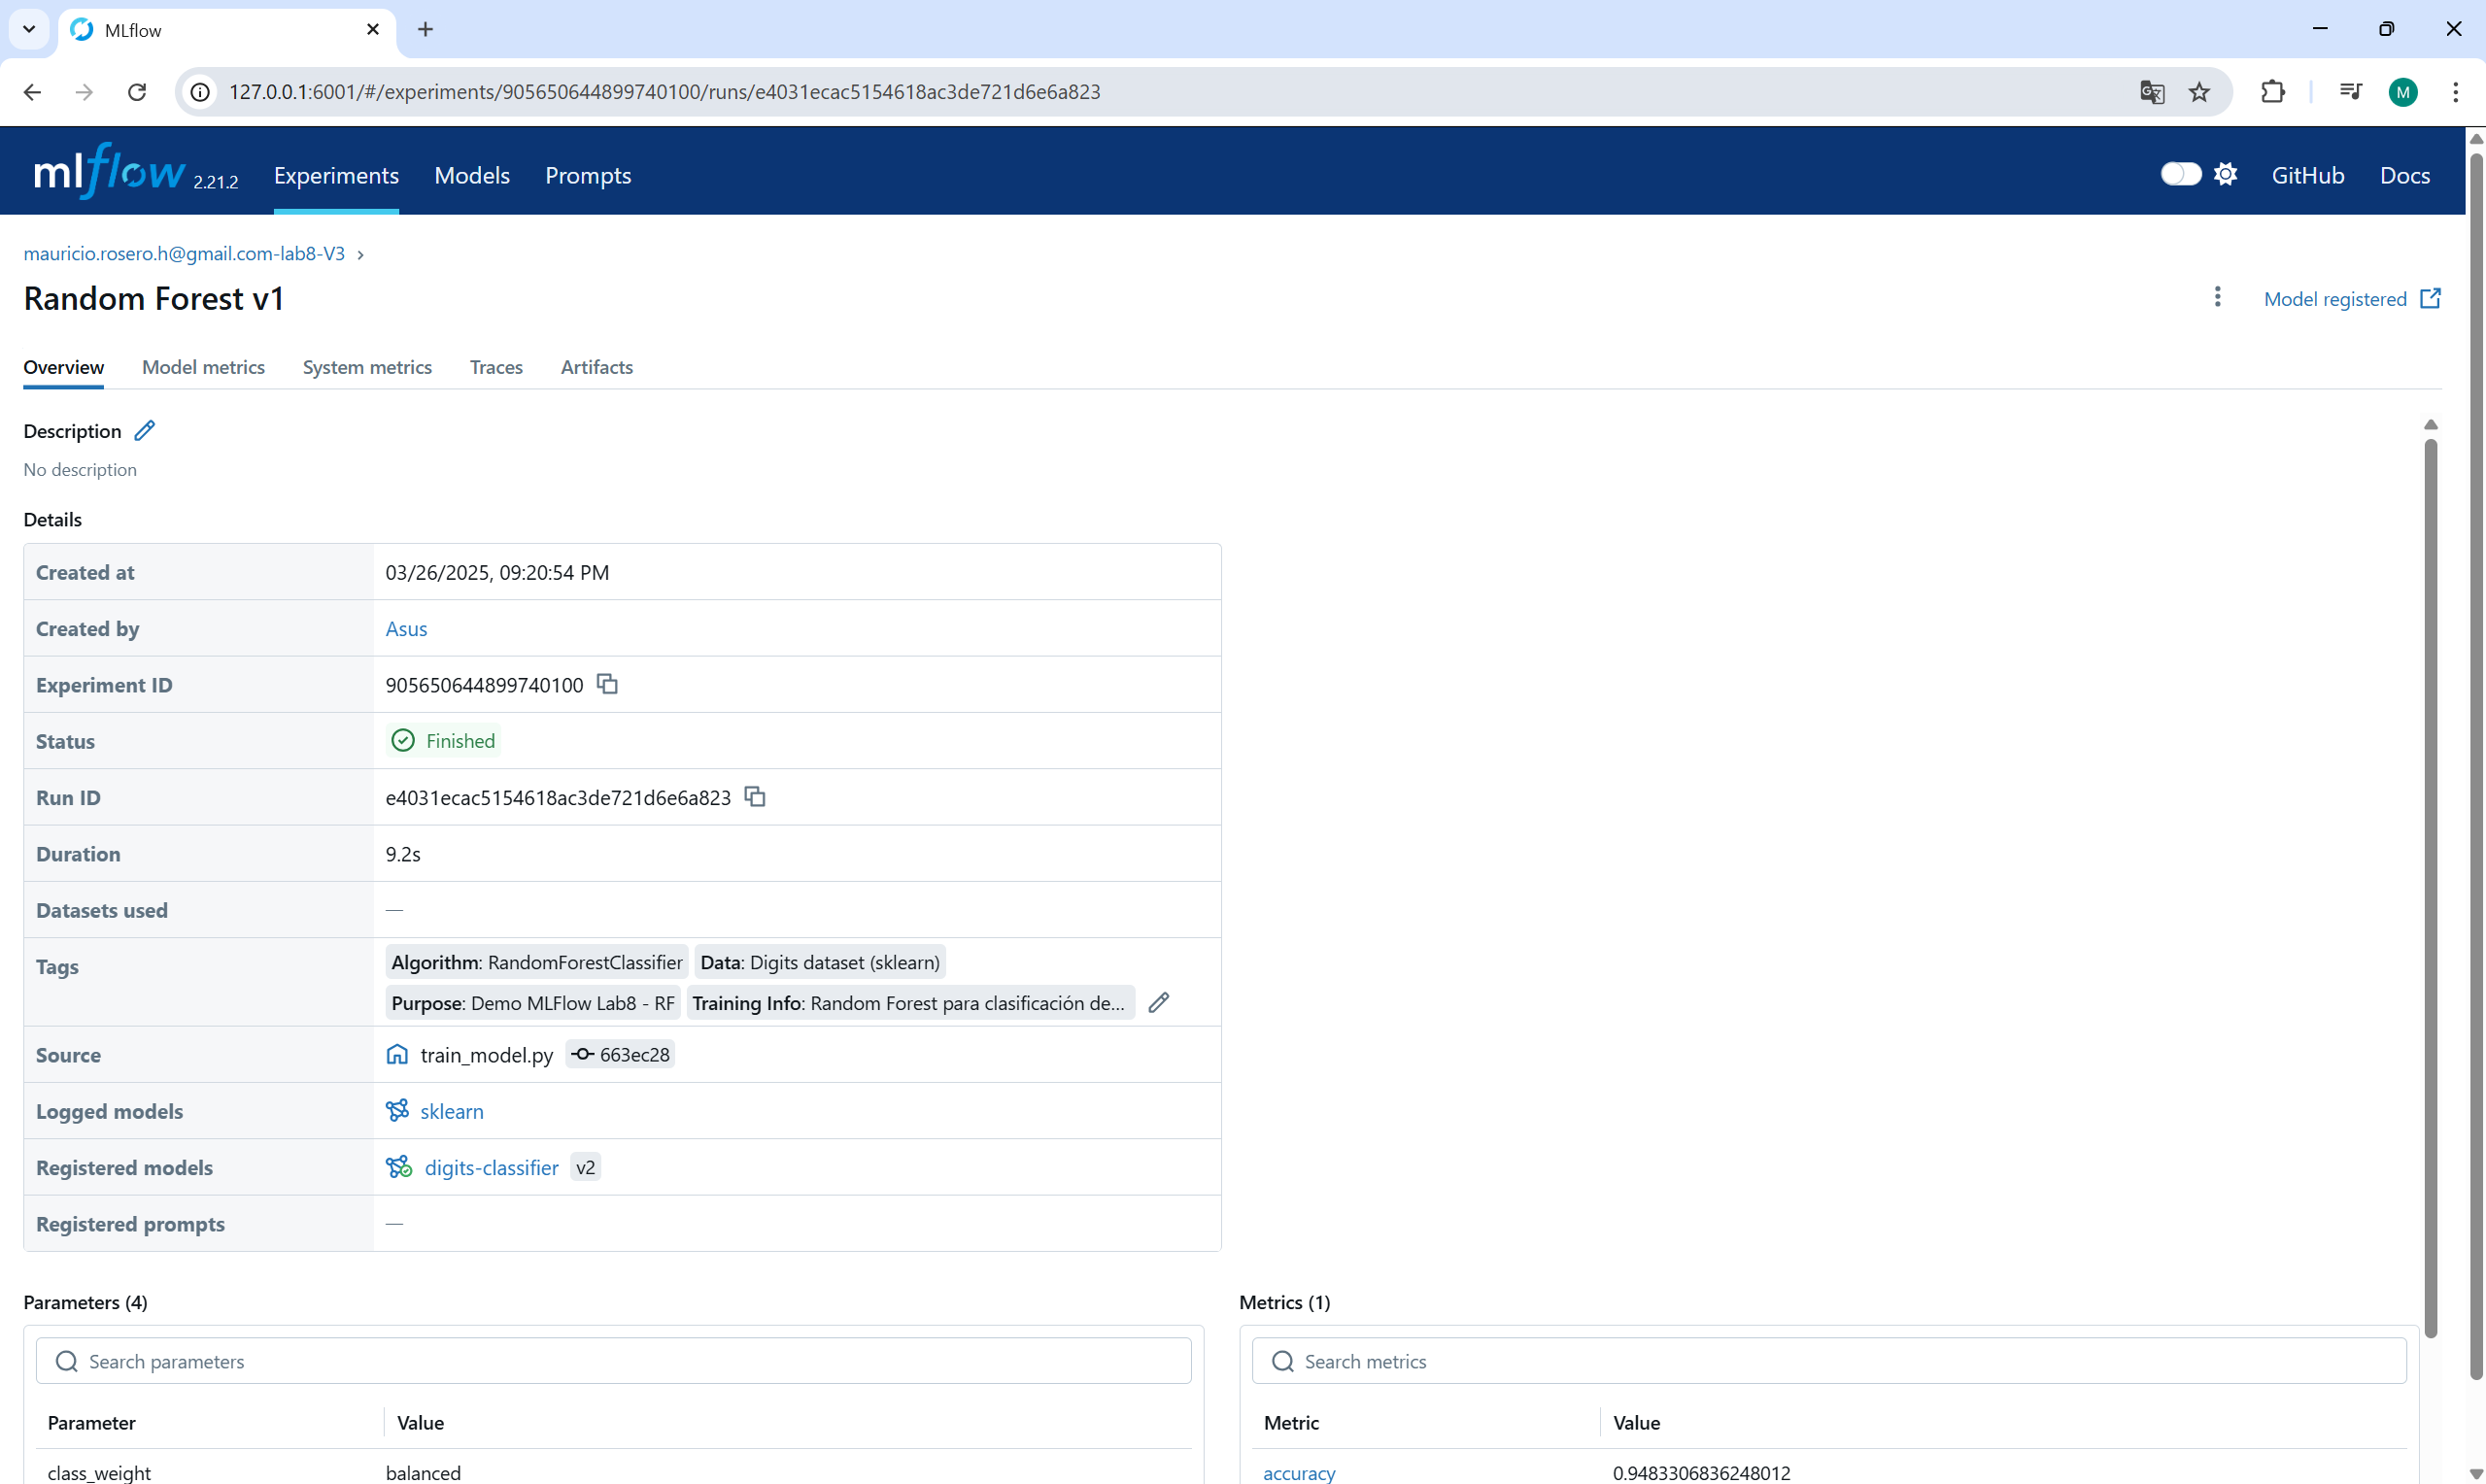 MLflow
127.0.0.1:6001/#/experiments/905650644899740100/runs/e4031ecac5154618ac3de721d6e6a823
M
mlflow 2.21.2 Experiments Models Prompts GitHub Docs
mauricio.rosero.h@gmail.com-lab8-V3
Random Forest v1
Model registered
Overview Model metrics System metrics Traces Artifacts
Description
No description
Details
Created at 03/26/2025, 09:20:54 PM
Created by Asus
Experiment ID 905650644899740100
Status Finished
Run ID e4031ecac5154618ac3de721d6e6a823
Duration 9.2s
Datasets used —
Tags Algorithm: RandomForestClassifier Data: Digits dataset (sklearn)
Purpose: Demo MLFlow Lab8 - RF Training Info: Random Forest para clasificación de...
Source train_model.py 663ec28
Logged models sklearn
Registered models digits-classifier v2
Registered prompts —
Parameters (4) Metrics (1)
Search parameters Search metrics
Parameter Value Metric Value
class_weight balanced accuracy 0.9483306836248012